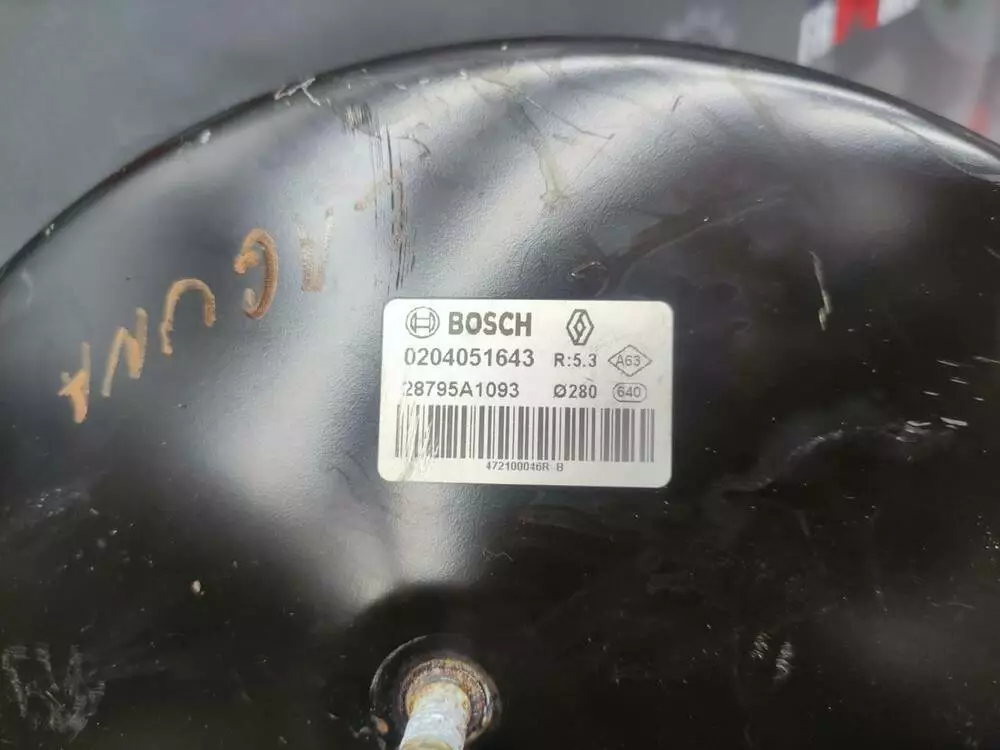 LAGUNA
BOSCH
0204051643 R:5.3 A63
28795A1093 Ø280 640
472100046R-B